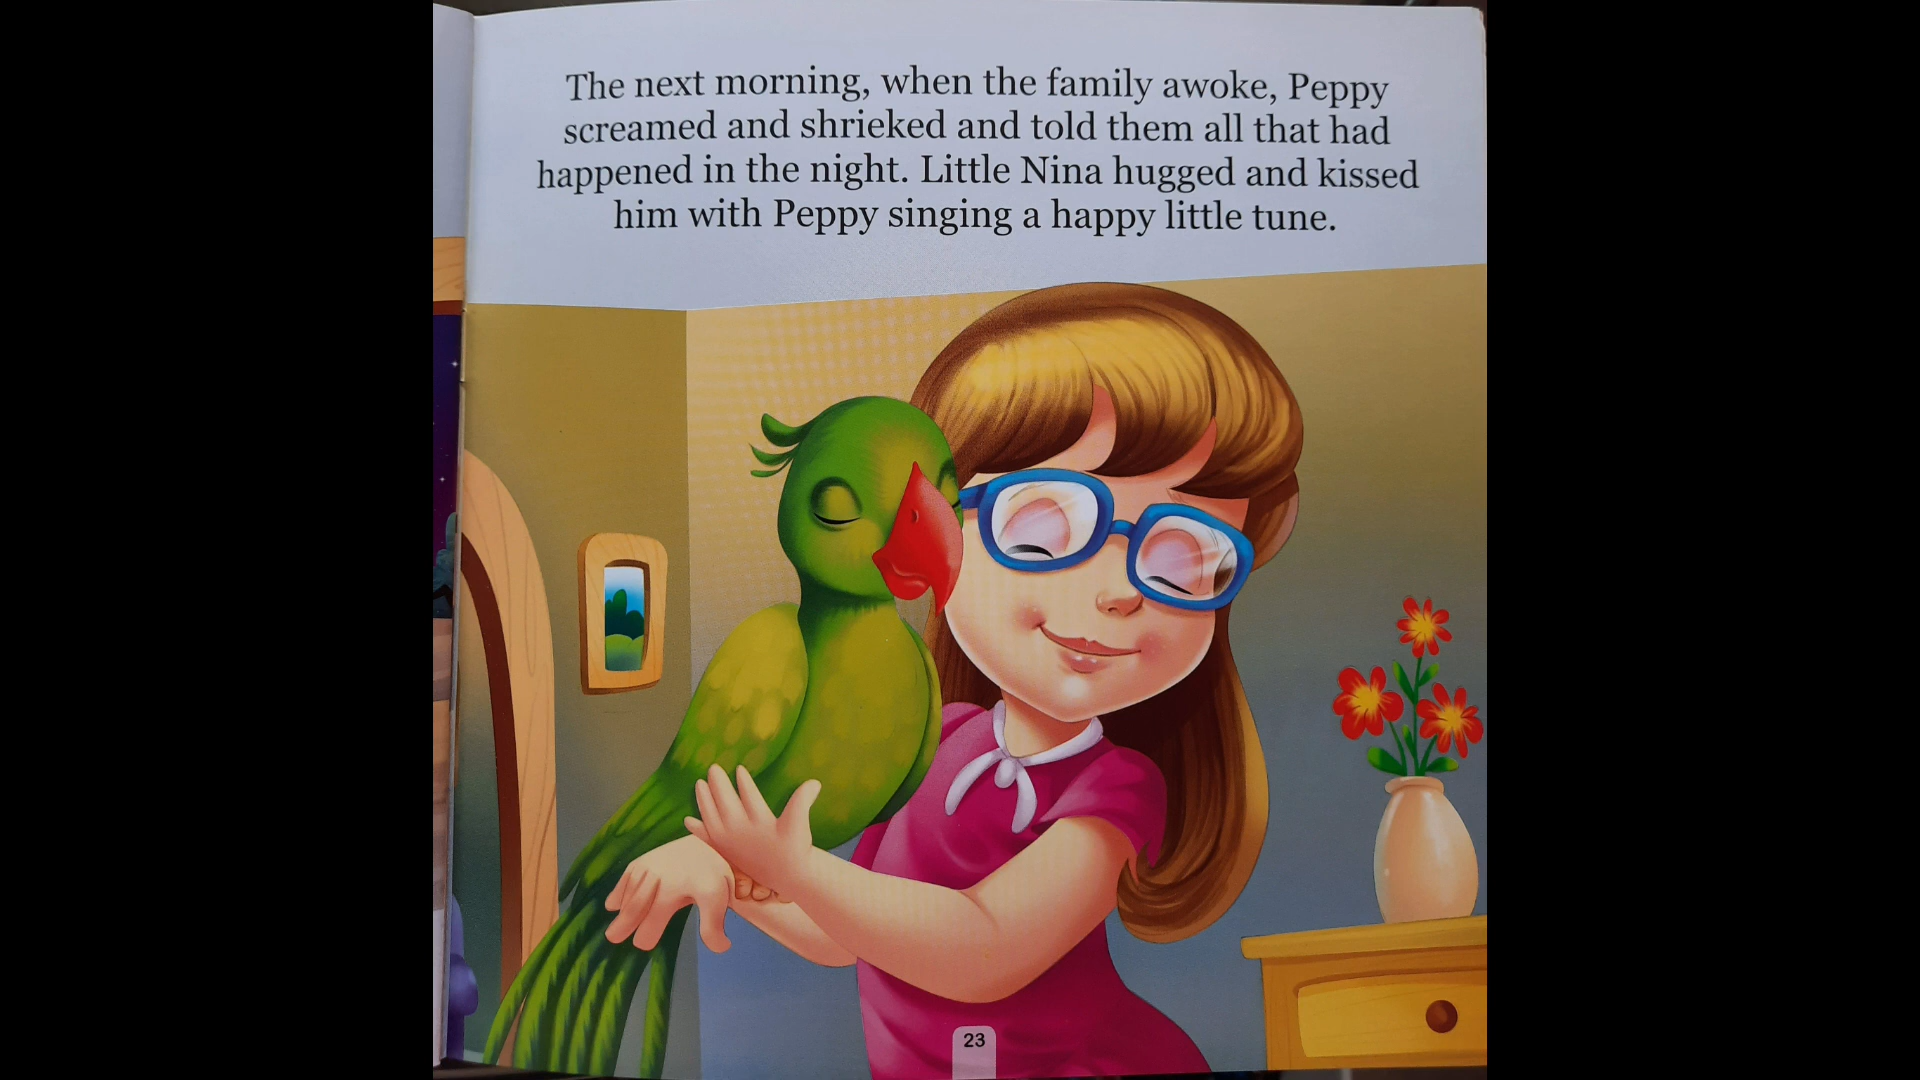 The next morning, when the family awoke, Peppy
screamed and shrieked and told them all that had
happened in the night. Little Nina hugged and kissed
him with Peppy singing a happy little tune.
23